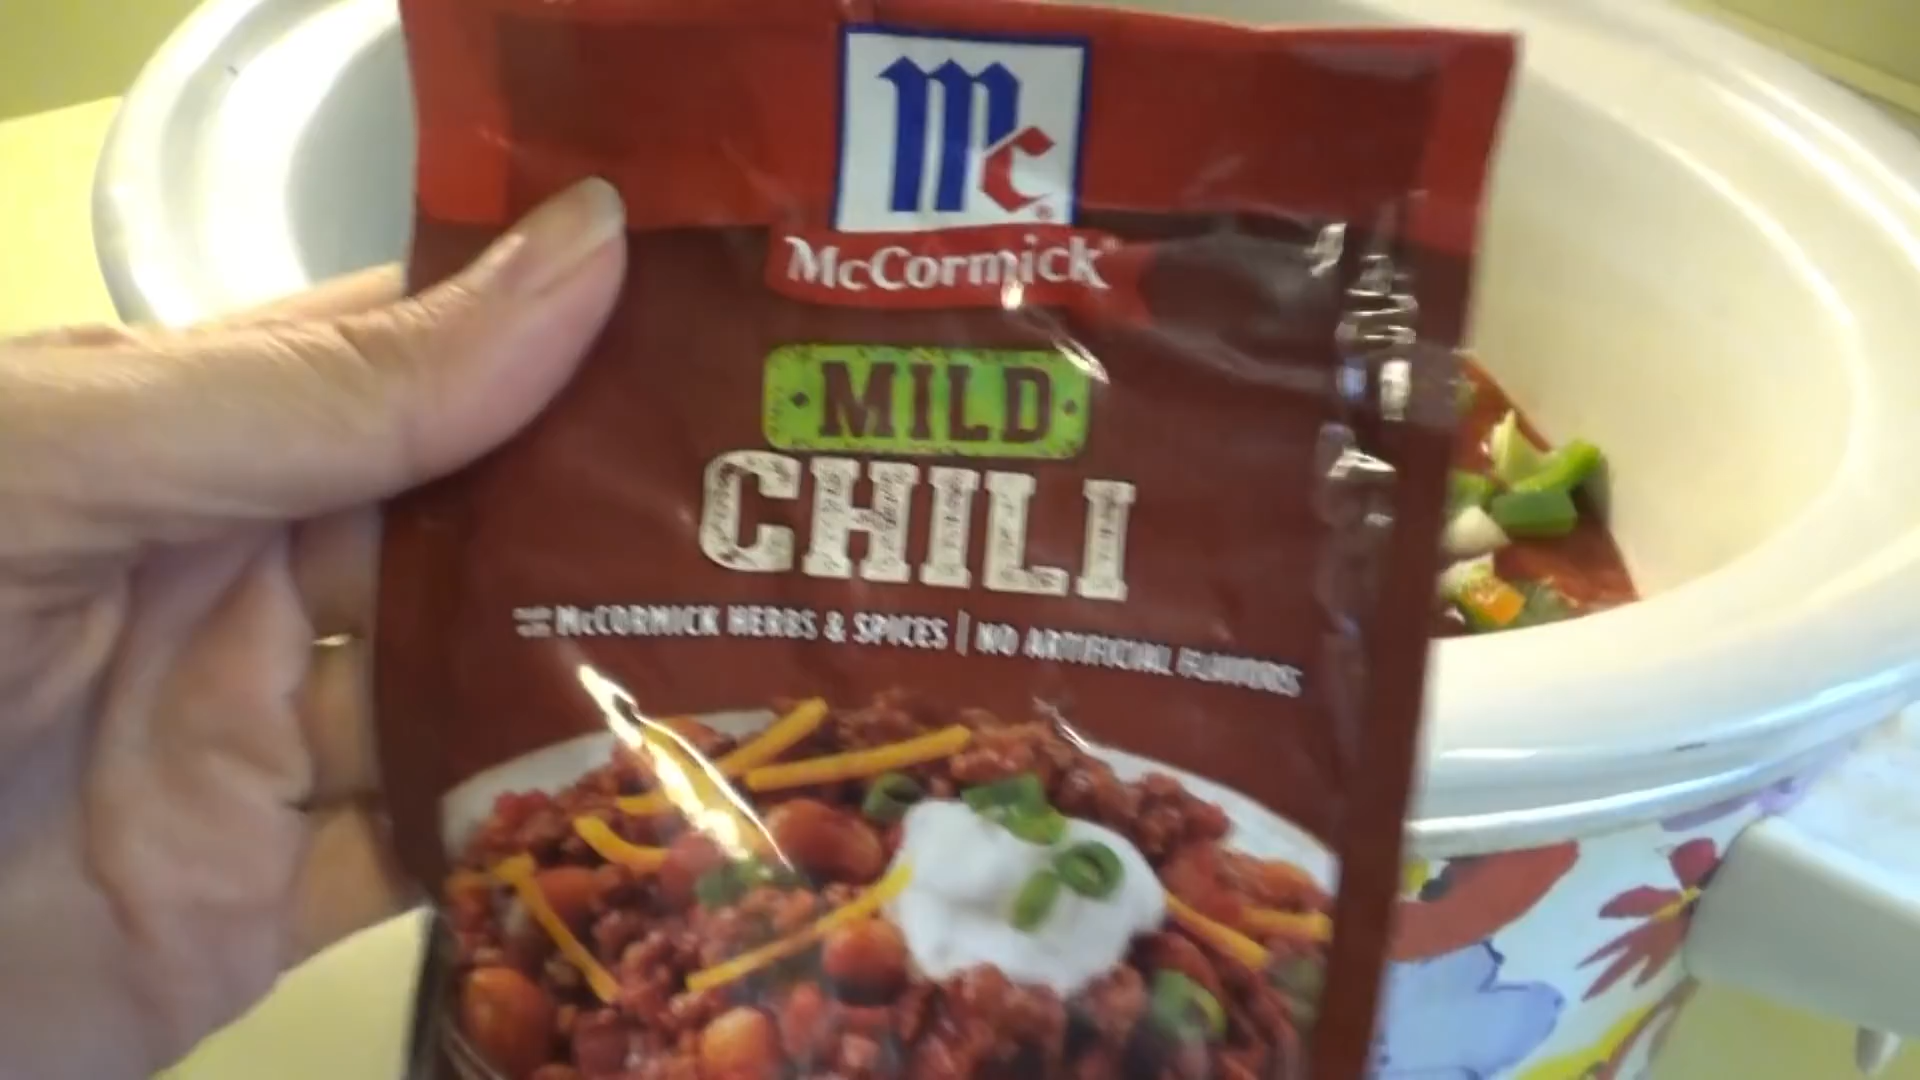 Mc
McCormick
MILD
CHILI
McCORMICK HERBS & SPICES | NO ARTIFICIAL FLAVORS